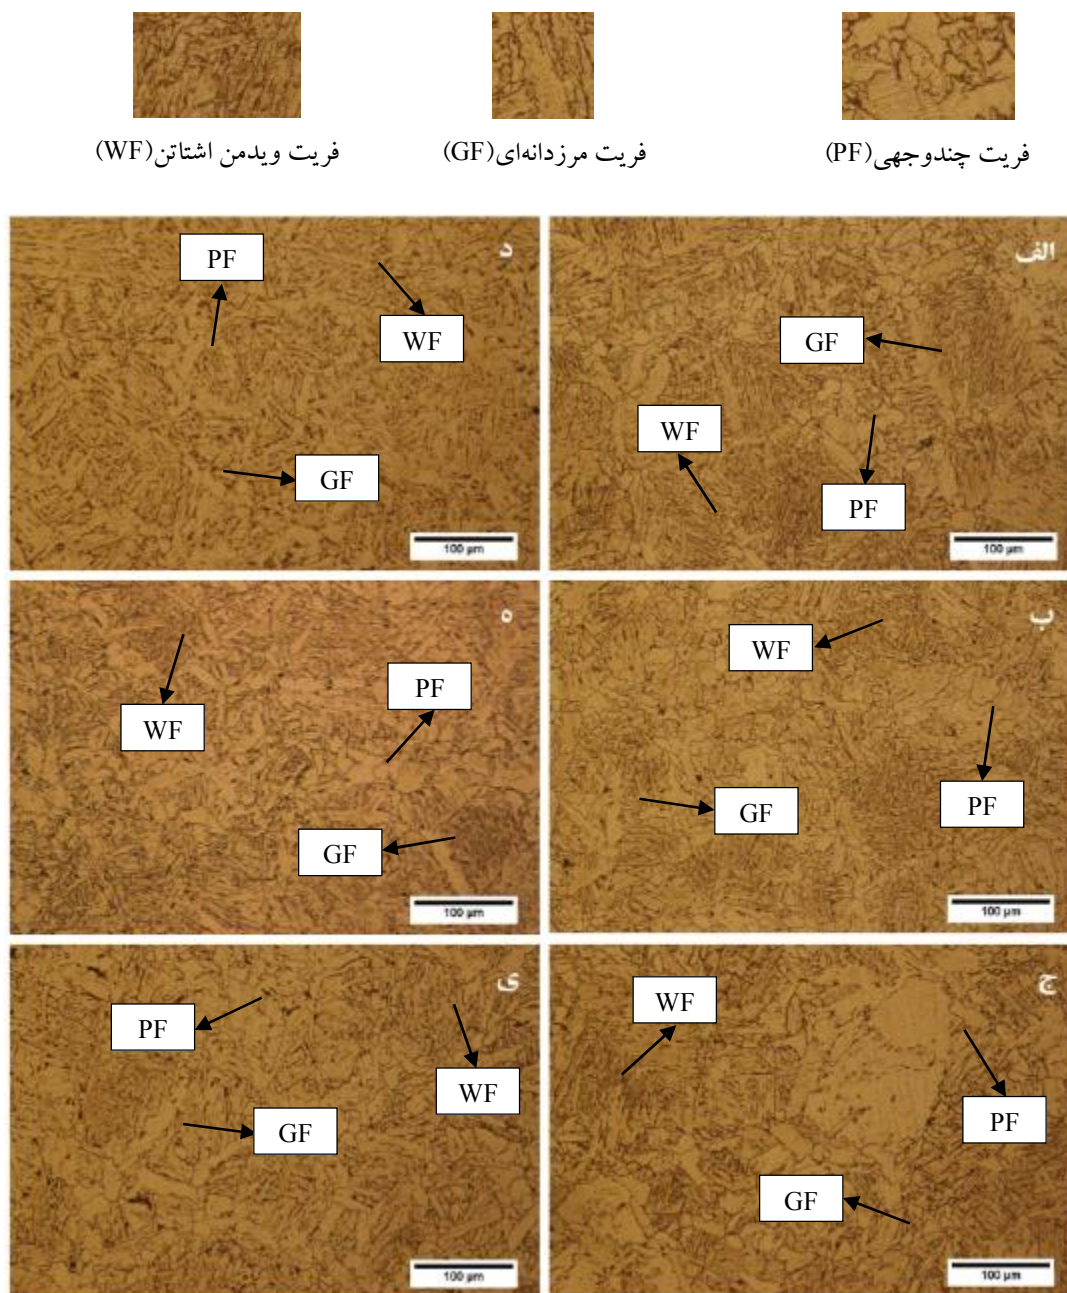 فریت چندوجهی(PF)
فریت مرزدانه‌ای(GF)
فریت ویدمن اشتاتن(WF)
الف
GF
WF
PF
100 µm
د
PF
WF
GF
100 µm
ب
WF
GF
PF
100 µm
ه
WF
PF
GF
100 µm
ج
WF
PF
GF
100 µm
ی
PF
WF
GF
100 µm